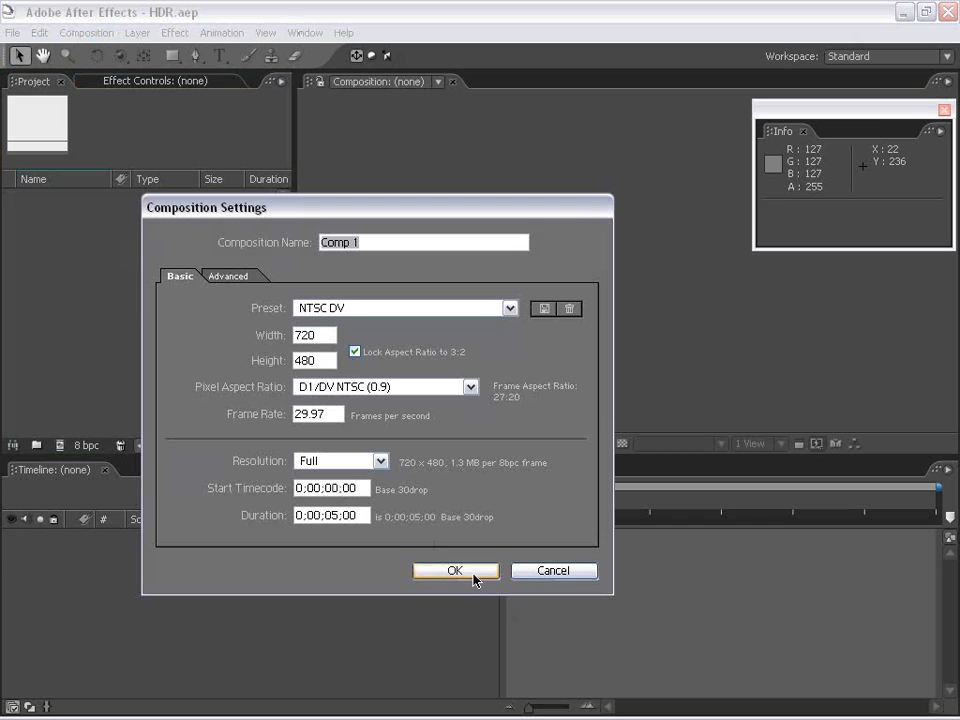 Adobe After Effects - HDR.aep
File Edit Composition Layer Effect Animation View Window Help
Workspace: Standard
Project Effect Controls: (none) Composition: (none)
Info
R : 127
G : 127
B : 127
A : 255
X : 22
Y : 236
Name Type Size Duration
Composition Settings
Composition Name: Comp 1
Basic Advanced
Preset: NTSC DV
Width: 720
Lock Aspect Ratio to 3:2
Height: 480
Pixel Aspect Ratio: D1/DV NTSC (0.9)
Frame Aspect Ratio:
27:20
Frame Rate: 29.97 Frames per second
8 bpc
1 View
Resolution: Full 720 x 480, 1.3 MB per 8bpc frame
Timeline: (none)
Start Timecode: 0;00;00;00 Base 30drop
Duration: 0;00;05;00 is 0;00;05;00 Base 30drop
# So
OK Cancel